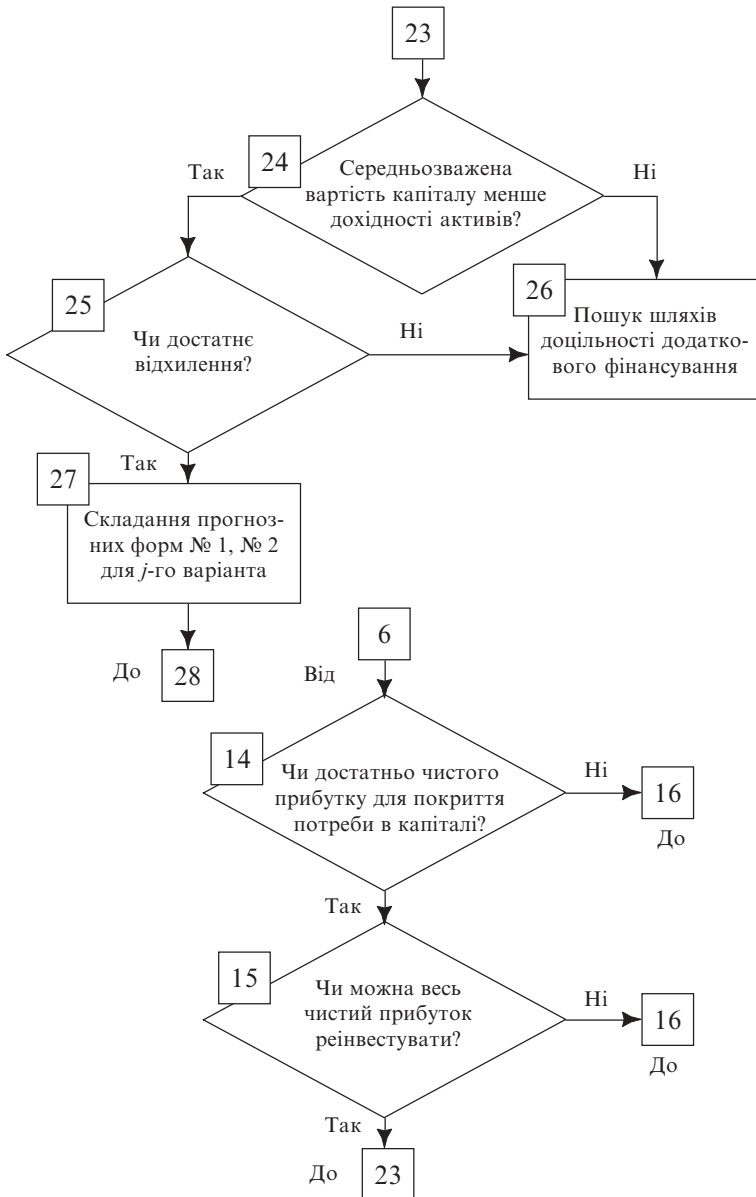 23
24
Так
Середньозважена
вартість капіталу менше
дохідності активів?
Ні
25
Чи достатнє
відхилення?
Ні
26
Пошук шляхів
доцільності додатко-
вого фінансування
Так
27
Складання прогноз-
них форм № 1, № 2
для j-го варіанта
До
28
6
Від
14
Чи достатньо чистого
прибутку для покриття
потреби в капіталі?
Ні
16
До
Так
15
Чи можна весь
чистий прибуток
реінвестувати?
Ні
16
До
Так
До
23